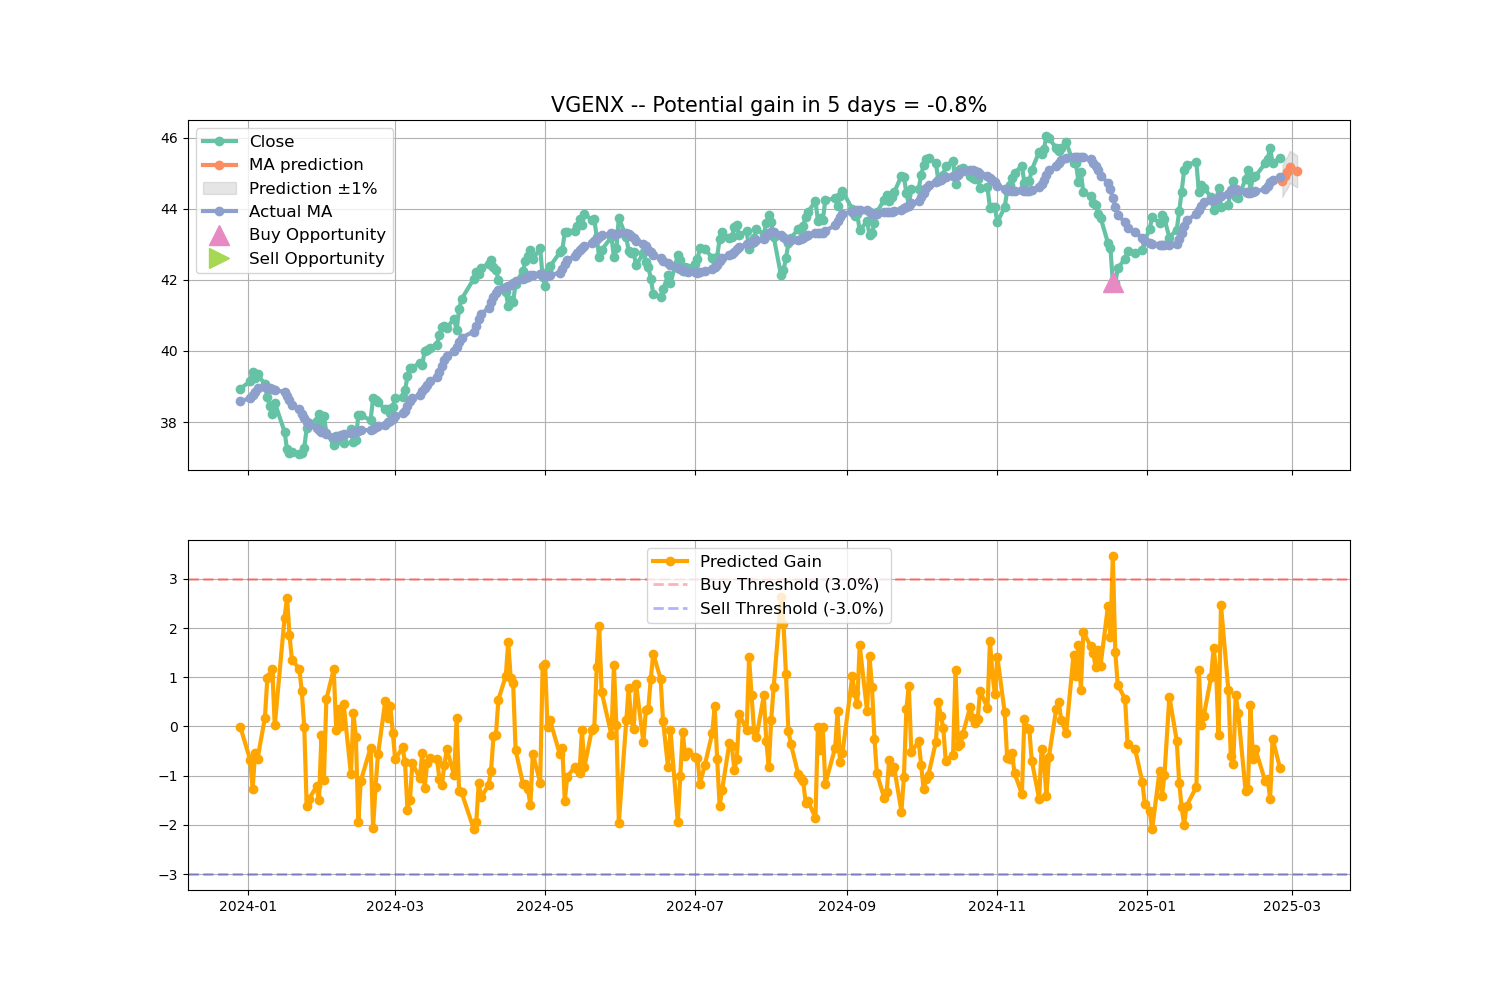 VGENX -- Potential gain in 5 days = -0.8%
46
44
42
40
38
Close
MA prediction
Prediction ±1%
Actual MA
Buy Opportunity
Sell Opportunity
3
2
1
0
−1
−2
−3
Predicted Gain
Buy Threshold (3.0%)
Sell Threshold (-3.0%)
2024-01 2024-03 2024-05 2024-07 2024-09 2024-11 2025-01 2025-03